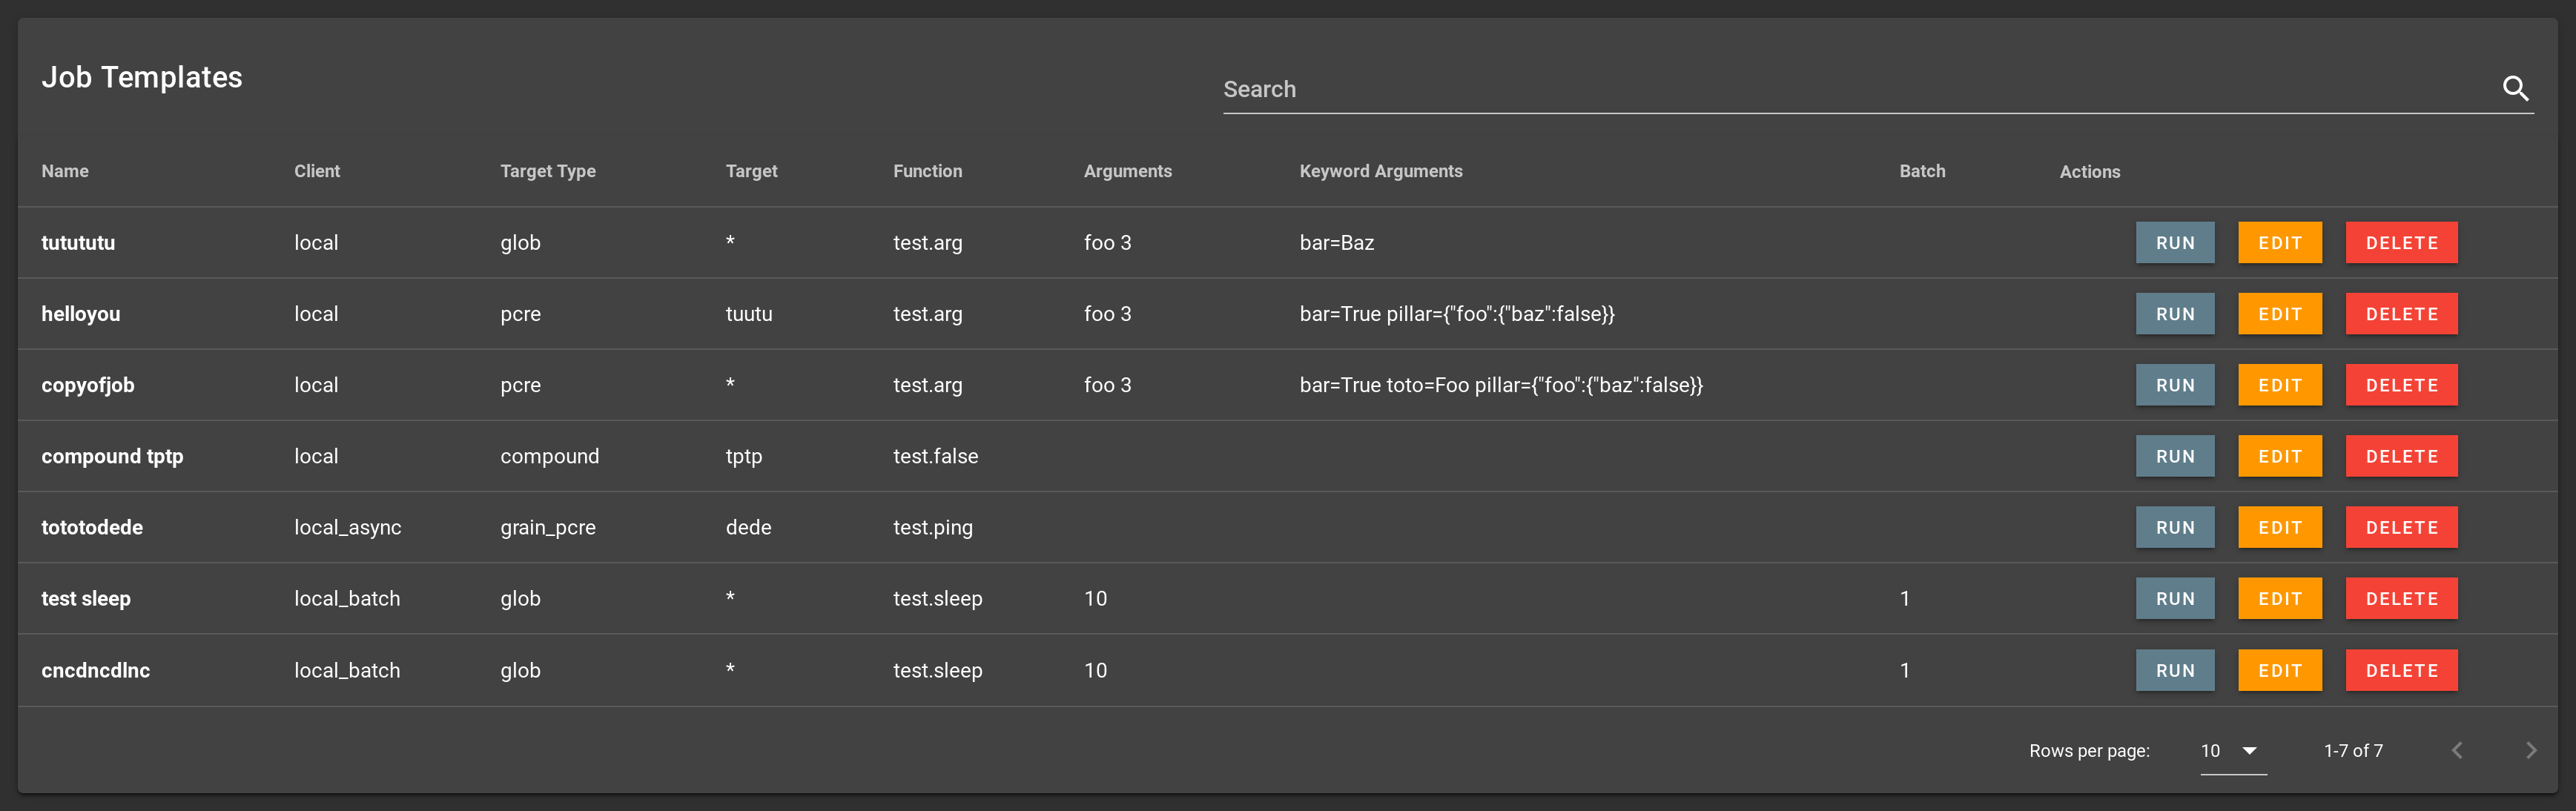 Job Templates
Search
Name Client Target Type Target Function Arguments Keyword Arguments Batch Actions
tutututu local glob * test.arg foo 3 bar=Baz RUN EDIT DELETE
helloyou local pcre tuutu test.arg foo 3 bar=True pillar={"foo":{"baz":false}} RUN EDIT DELETE
copyofjob local pcre * test.arg foo 3 bar=True toto=Foo pillar={"foo":{"baz":false}} RUN EDIT DELETE
compound tptp local compound tptp test.false RUN EDIT DELETE
tototodede local_async grain_pcre dede test.ping RUN EDIT DELETE
test sleep local_batch glob * test.sleep 10 1 RUN EDIT DELETE
cncdncdlnc local_batch glob * test.sleep 10 1 RUN EDIT DELETE
Rows per page: 10 1-7 of 7